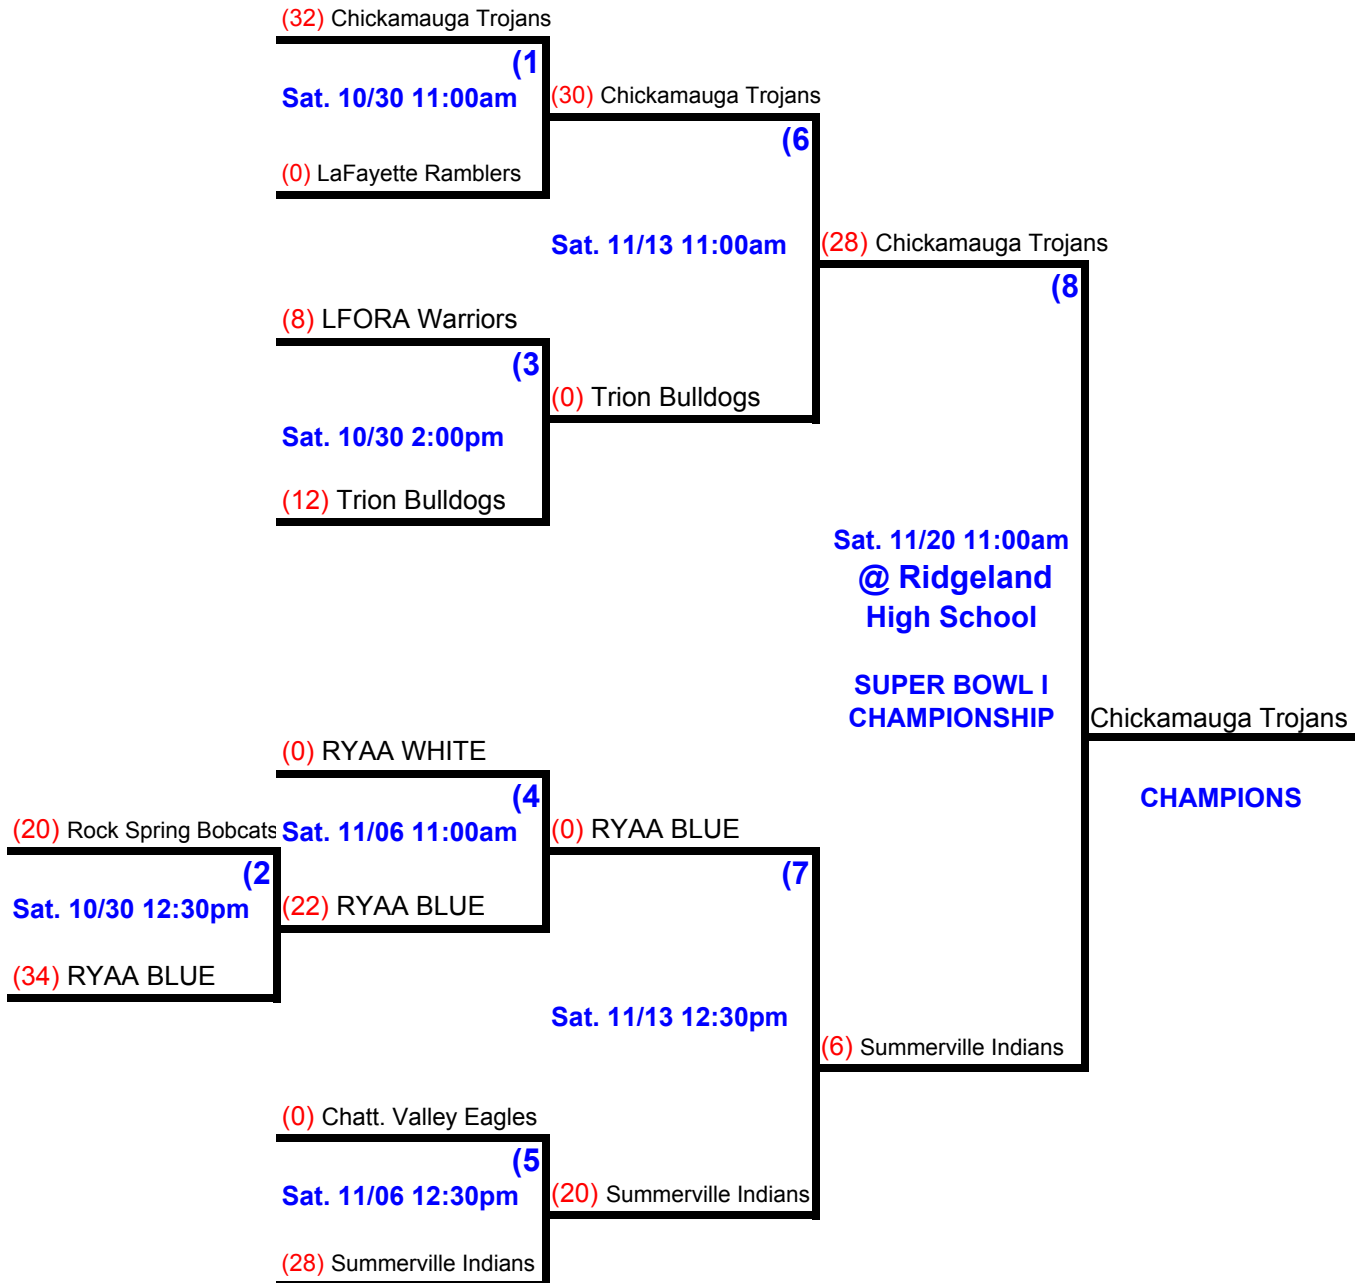 (32) Chickamauga Trojans
(1
Sat. 10/30 11:00am
(30) Chickamauga Trojans
(6
(0) LaFayette Ramblers
Sat. 11/13 11:00am
(28) Chickamauga Trojans
(8
(8) LFORA Warriors
(3
(0) Trion Bulldogs
Sat. 10/30 2:00pm
(12) Trion Bulldogs
Sat. 11/20 11:00am
@ Ridgeland
High School
SUPER BOWL I
CHAMPIONSHIP
Chickamauga Trojans
CHAMPIONS
(0) RYAA WHITE
(4
(20) Rock Spring Bobcats
Sat. 11/06 11:00am
(0) RYAA BLUE
(2
(7
Sat. 10/30 12:30pm
(22) RYAA BLUE
(34) RYAA BLUE
Sat. 11/13 12:30pm
(6) Summerville Indians
(0) Chatt. Valley Eagles
(5
Sat. 11/06 12:30pm
(20) Summerville Indians
(28) Summerville Indians